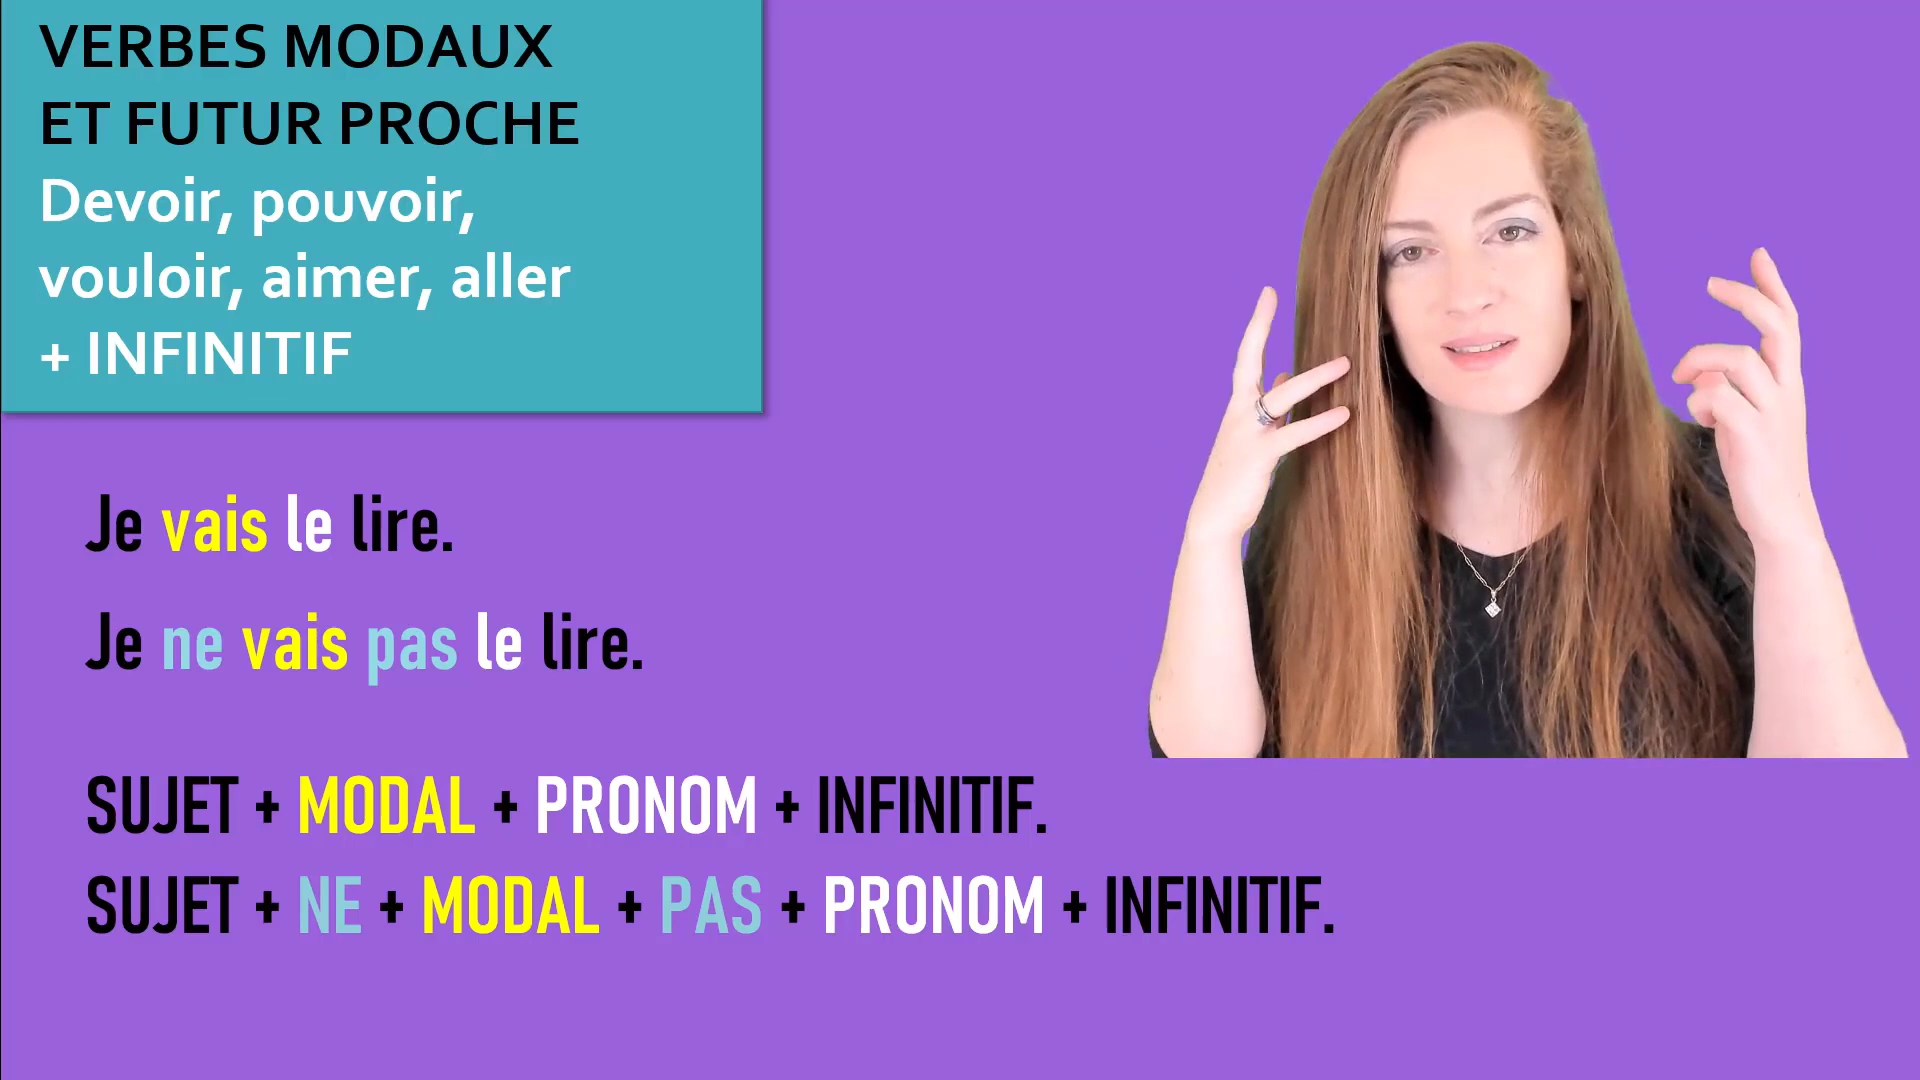 VERBES MODAUX
ET FUTUR PROCHE
Devoir, pouvoir,
vouloir, aimer, aller
+ INFINITIF
Je vais le lire.
Je ne vais pas le lire.
SUJET + MODAL + PRONOM + INFINITIF.
SUJET + NE + MODAL + PAS + PRONOM + INFINITIF.